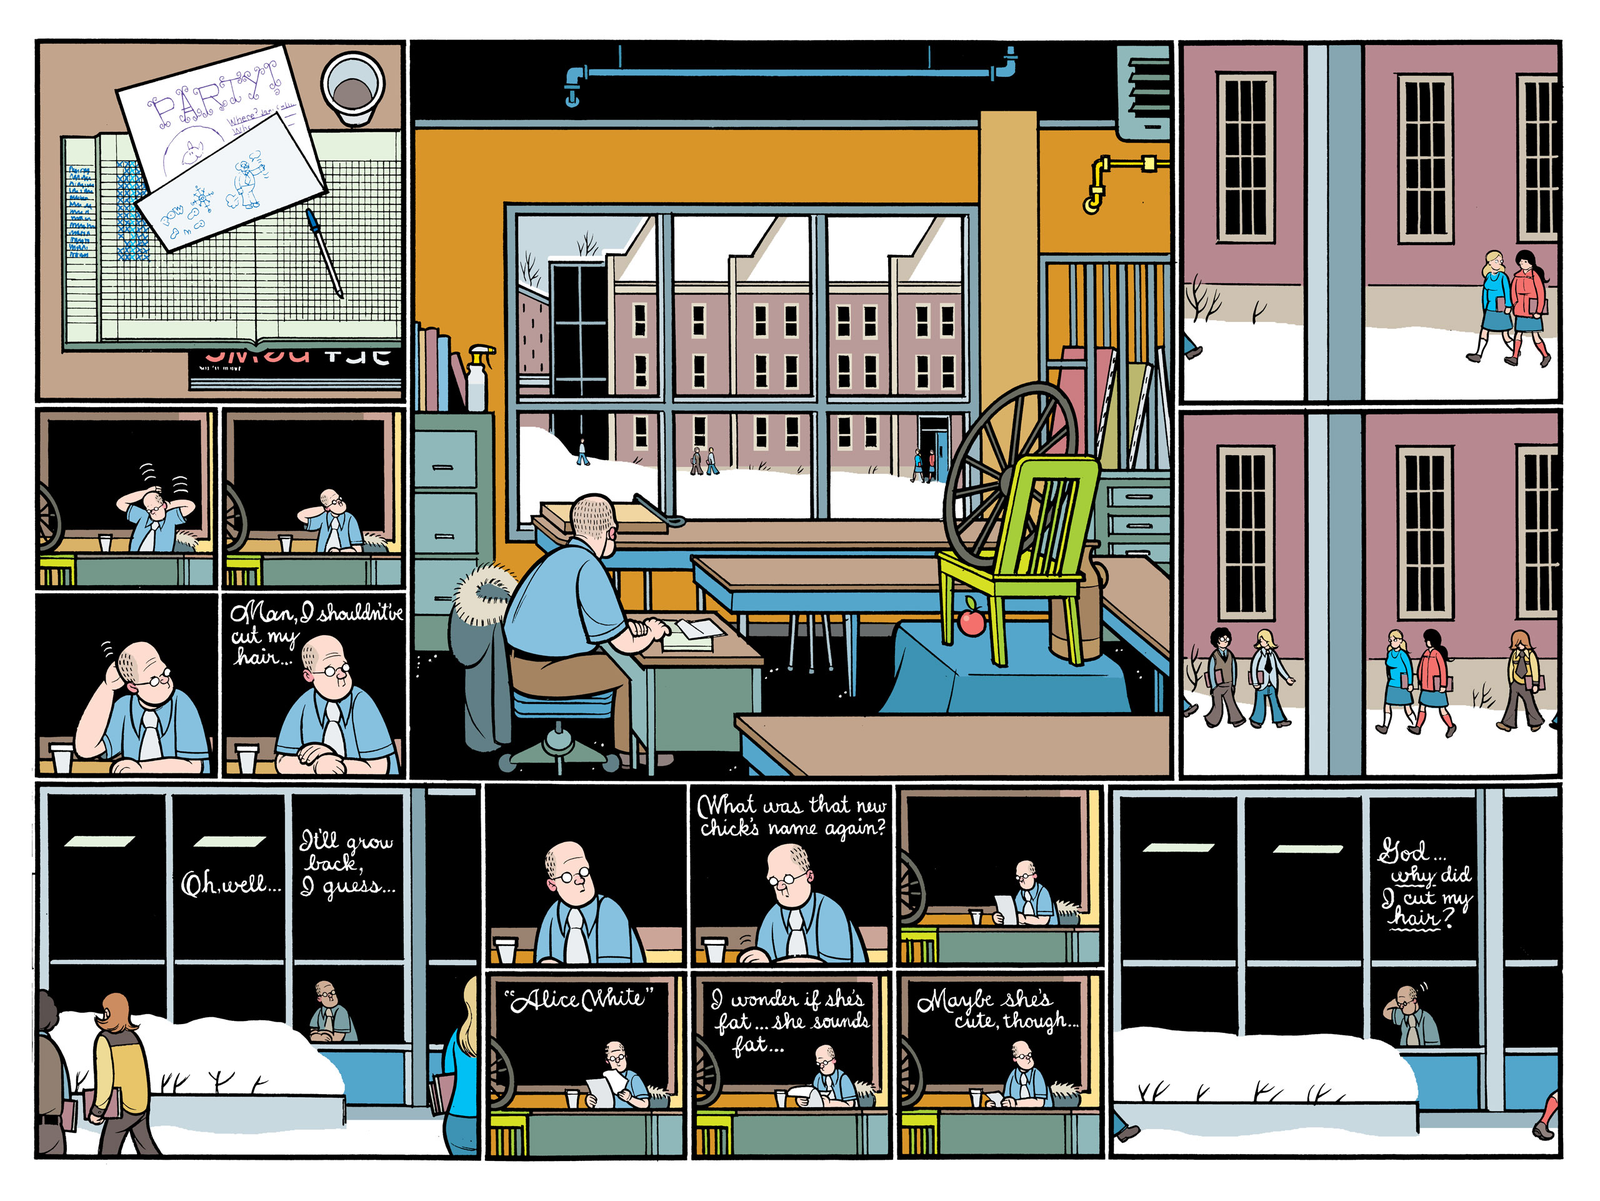 PARTY!
Where?
Man, I shouldn't've
cut my
hair...
Oh, well...
It'll grow
back,
I guess...
What was that new
chick's name again?
"Alice White"
I wonder if she's
fat... she sounds
fat...
Maybe she's
cute, though...
God...
why did
I cut my
hair?